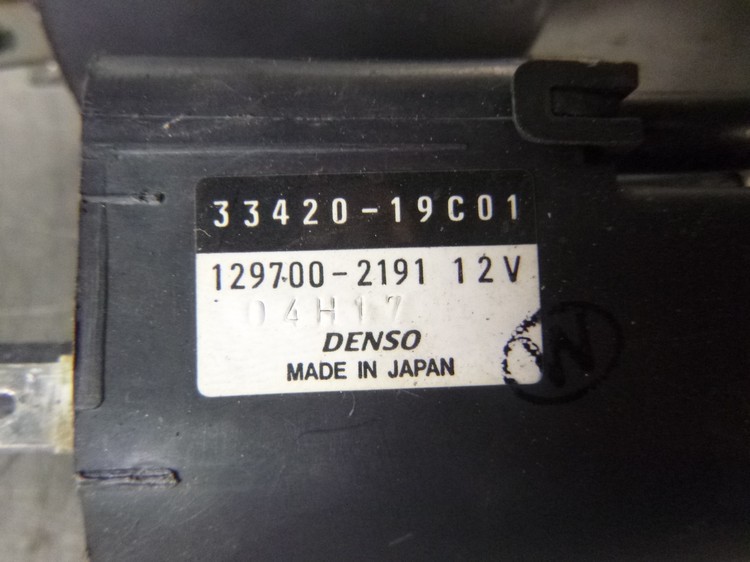 33420-19C01
129700-2191 12V
04H17
DENSO
MADE IN JAPAN
M